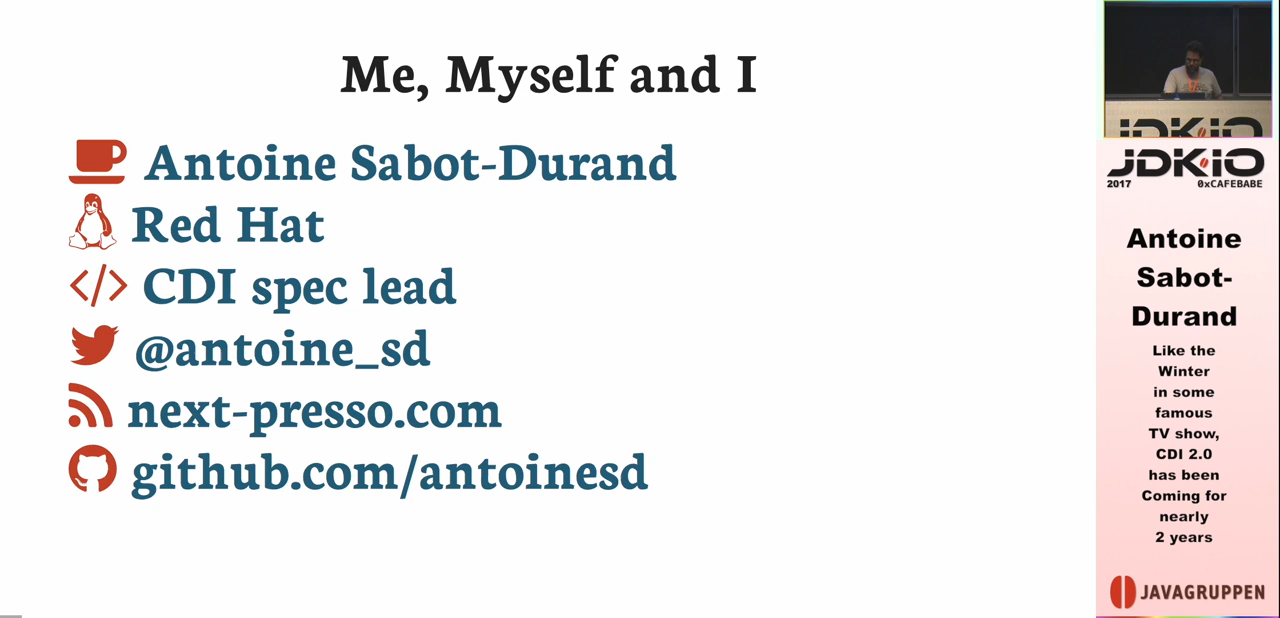 Me, Myself and I
Antoine Sabot-Durand
Red Hat
</> CDI spec lead
@antoine_sd
next-presso.com
github.com/antoinesd
JDKIO
JDKIO
2017 0xCAFEBABE
Antoine
Sabot-
Durand
Like the
Winter
in some
famous
TV show,
CDI 2.0
has been
Coming for
nearly
2 years
JAVAGRUPPEN